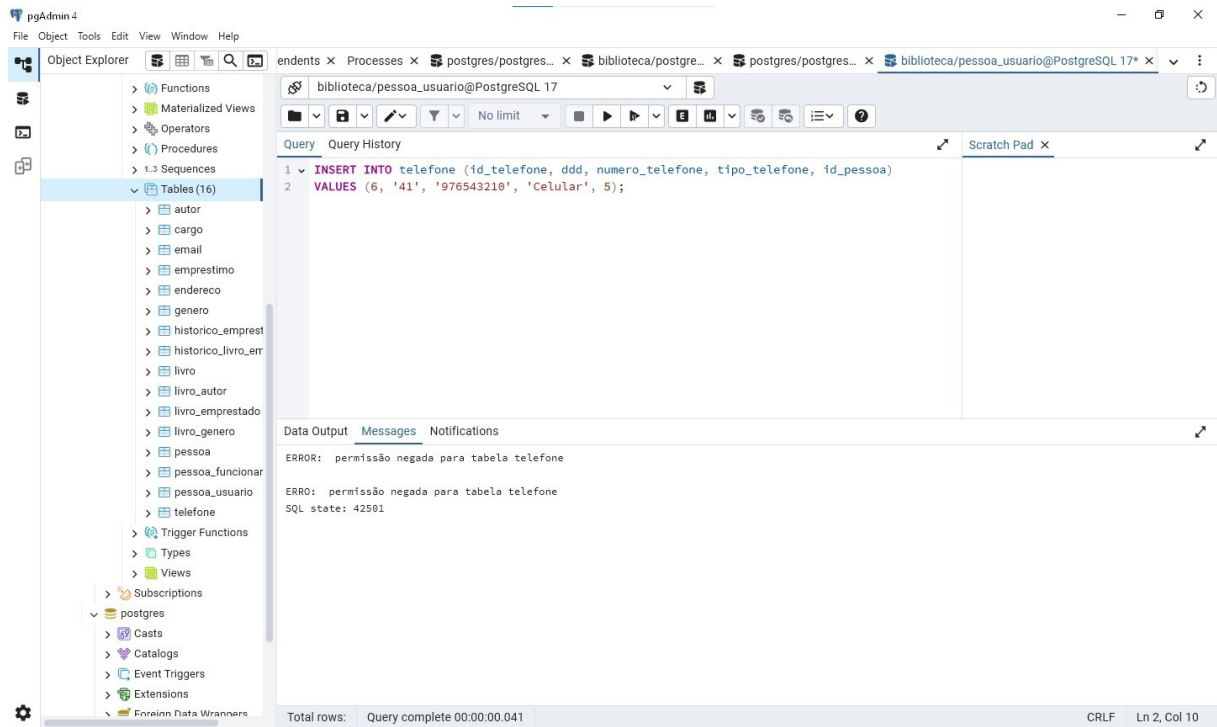 pgAdmin 4
File Object Tools Edit View Window Help
Object Explorer
endents
Processes
postgres/postgres...
biblioteca/postgre...
postgres/postgres...
biblioteca/pessoa_usuario@PostgreSQL 17*
biblioteca/pessoa_usuario@PostgreSQL 17
No limit
E
Query Query History
Scratch Pad
1 INSERT INTO telefone (id_telefone, ddd, numero_telefone, tipo_telefone, id_pessoa)
2 VALUES (6, '41', '976543210', 'Celular', 5);
Functions
Materialized Views
Operators
Procedures
1..3 Sequences
Tables (16)
autor
cargo
email
emprestimo
endereco
genero
historico_emprest
historico_livro_em
livro
livro_autor
livro_emprestado
livro_genero
pessoa
pessoa_funcionar
pessoa_usuario
telefone
Trigger Functions
Types
Views
Subscriptions
postgres
Casts
Catalogs
Event Triggers
Extensions
Foreign Data Wrappers
Data Output Messages Notifications
ERROR:  permissão negada para tabela telefone
ERRO:  permissão negada para tabela telefone
SQL state: 42501
Total rows: Query complete 00:00:00.041 CRLF Ln 2, Col 10